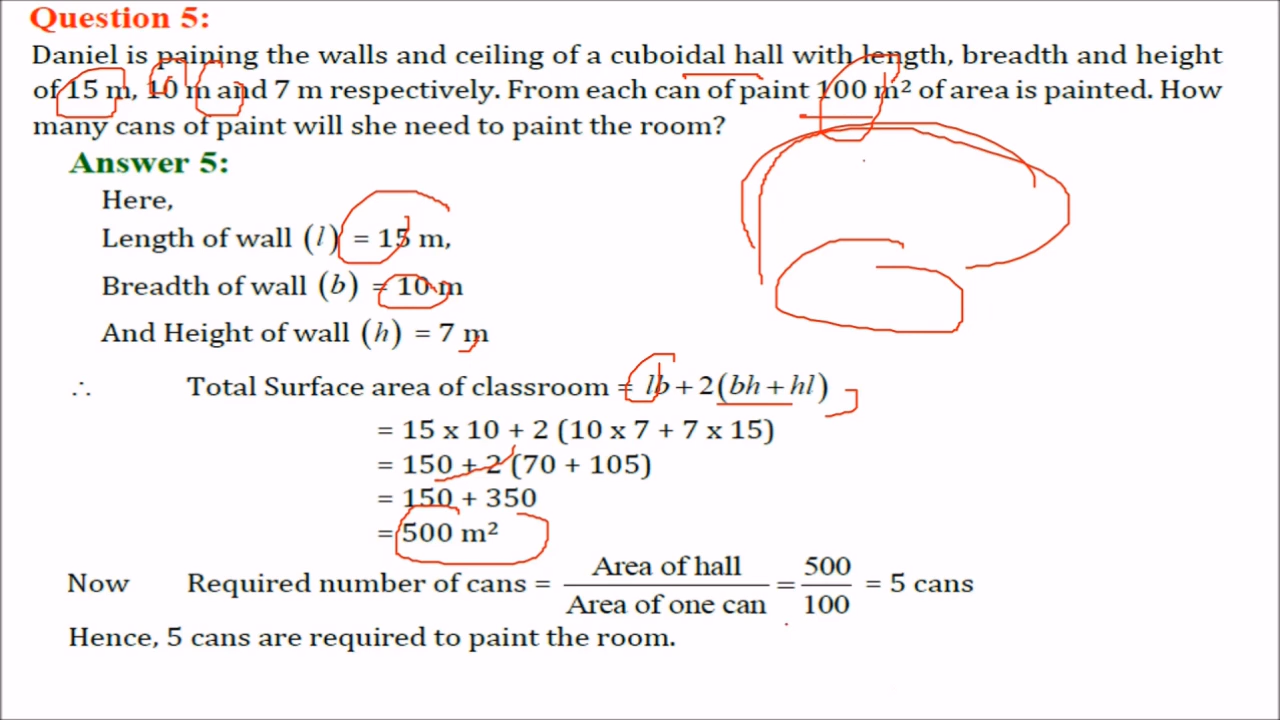 Question 5:
Daniel is paining the walls and ceiling of a cuboidal hall with length, breadth and height
of 15 m, 10 m and 7 m respectively. From each can of paint 100 m² of area is painted. How
many cans of paint will she need to paint the room?
Answer 5:
Here,
Length of wall (l) = 15 m,
Breadth of wall (b) = 10 m
And Height of wall (h) = 7 m
∴ Total Surface area of classroom = lb + 2(bh + hl)
= 15 x 10 + 2 (10 x 7 + 7 x 15)
= 150 + 2 (70 + 105)
= 150 + 350
= 500 m²
Now Required number of cans = Area of hall / Area of one can = 500 / 100 = 5 cans
Hence, 5 cans are required to paint the room.